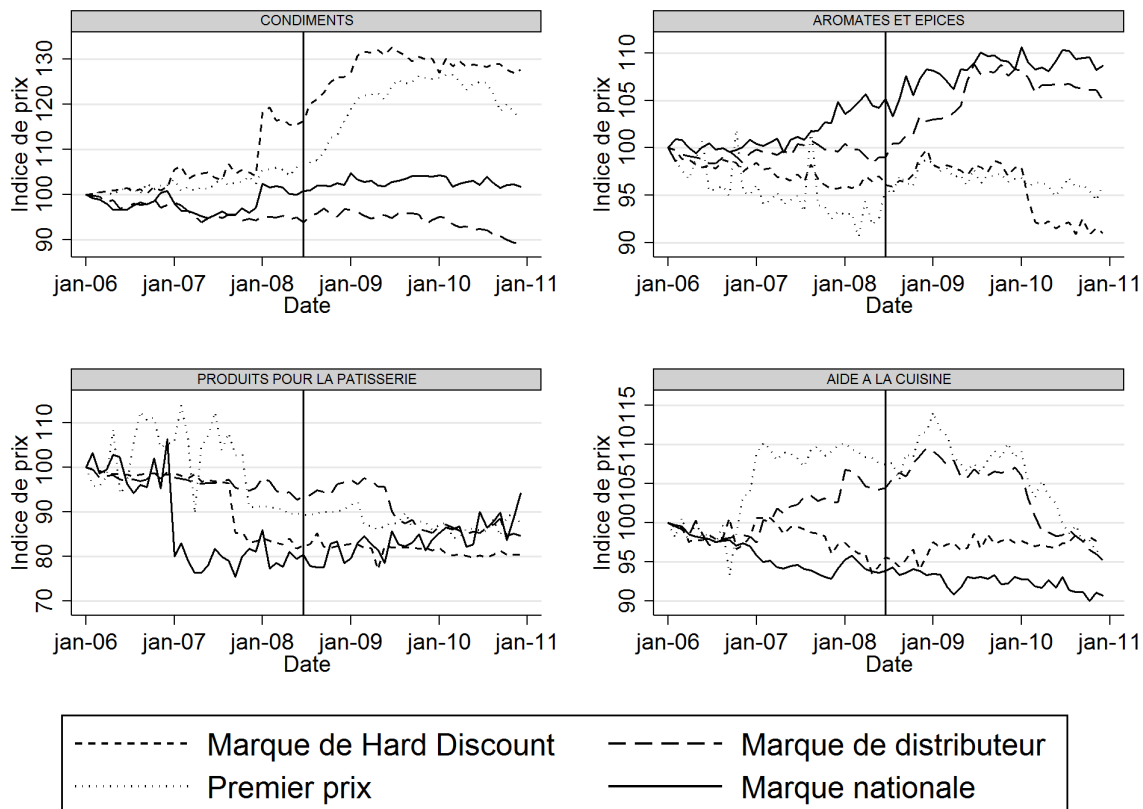 CONDIMENTS
Indice de prix
90 100 110 120 130
jan-06 jan-07 jan-08 jan-09 jan-10 jan-11
Date
AROMATES ET EPICES
Indice de prix
90 95 100 105 110
jan-06 jan-07 jan-08 jan-09 jan-10 jan-11
Date
PRODUITS POUR LA PATISSERIE
Indice de prix
70 80 90 100 110
jan-06 jan-07 jan-08 jan-09 jan-10 jan-11
Date
AIDE A LA CUISINE
Indice de prix
90 95 100 105 110 115
jan-06 jan-07 jan-08 jan-09 jan-10 jan-11
Date
Marque de Hard Discount
Marque de distributeur
Premier prix
Marque nationale